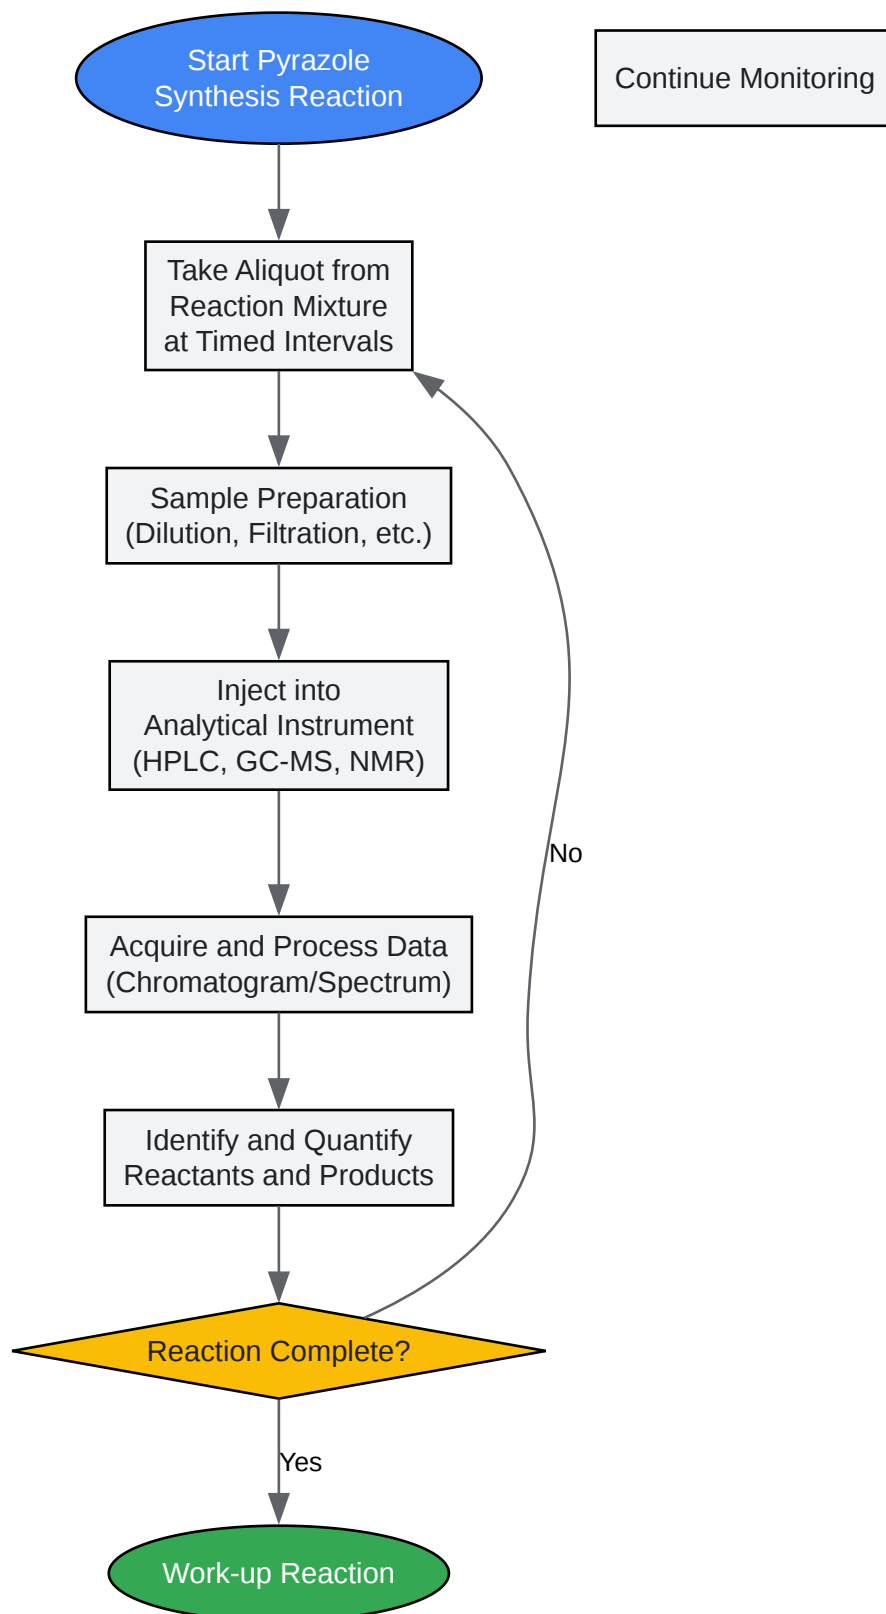 Start Pyrazole
Synthesis Reaction
Continue Monitoring
Take Aliquot from
Reaction Mixture
at Timed Intervals
Sample Preparation
(Dilution, Filtration, etc.)
Inject into
Analytical Instrument
(HPLC, GC-MS, NMR)
No
Acquire and Process Data
(Chromatogram/Spectrum)
Identify and Quantify
Reactants and Products
Reaction Complete?
Yes
Work-up Reaction